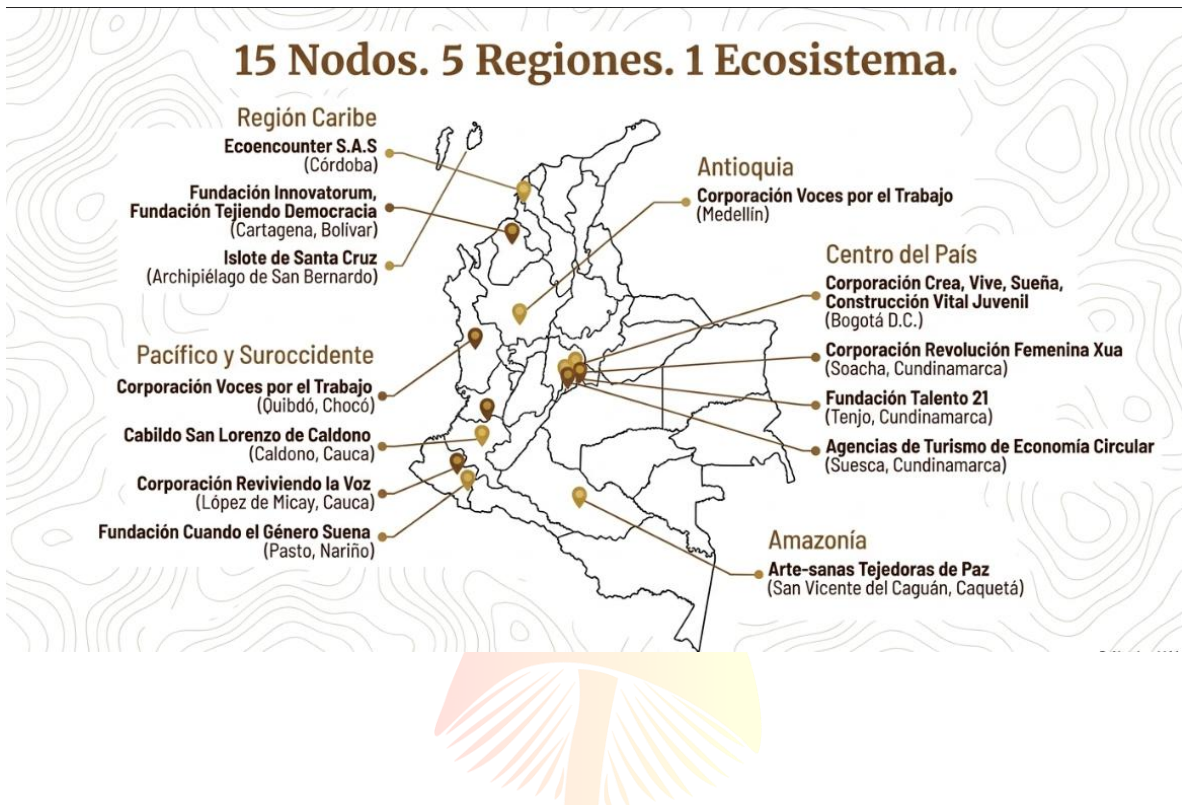 15 Nodos. 5 Regiones. 1 Ecosistema.
Región Caribe
Ecoencounter S.A.S
(Córdoba)
Fundación Innovatorum,
Fundación Tejiendo Democracia
(Cartagena, Bolívar)
Islote de Santa Cruz
(Archipiélago de San Bernardo)
Pacífico y Suroccidente
Corporación Voces por el Trabajo
(Quibdó, Chocó)
Cabildo San Lorenzo de Caldono
(Caldono, Cauca)
Corporación Reviviendo la Voz
(López de Micay, Cauca)
Fundación Cuando el Género Suena
(Pasto, Nariño)
Antioquia
Corporación Voces por el Trabajo
(Medellín)
Centro del País
Corporación Crea, Vive, Sueña,
Construcción Vital Juvenil
(Bogotá D.C.)
Corporación Revolución Femenina Xua
(Soacha, Cundinamarca)
Fundación Talento 21
(Tenjo, Cundinamarca)
Agencias de Turismo de Economía Circular
(Suesca, Cundinamarca)
Amazonía
Arte-sanas Tejedoras de Paz
(San Vicente del Caguán, Caquetá)